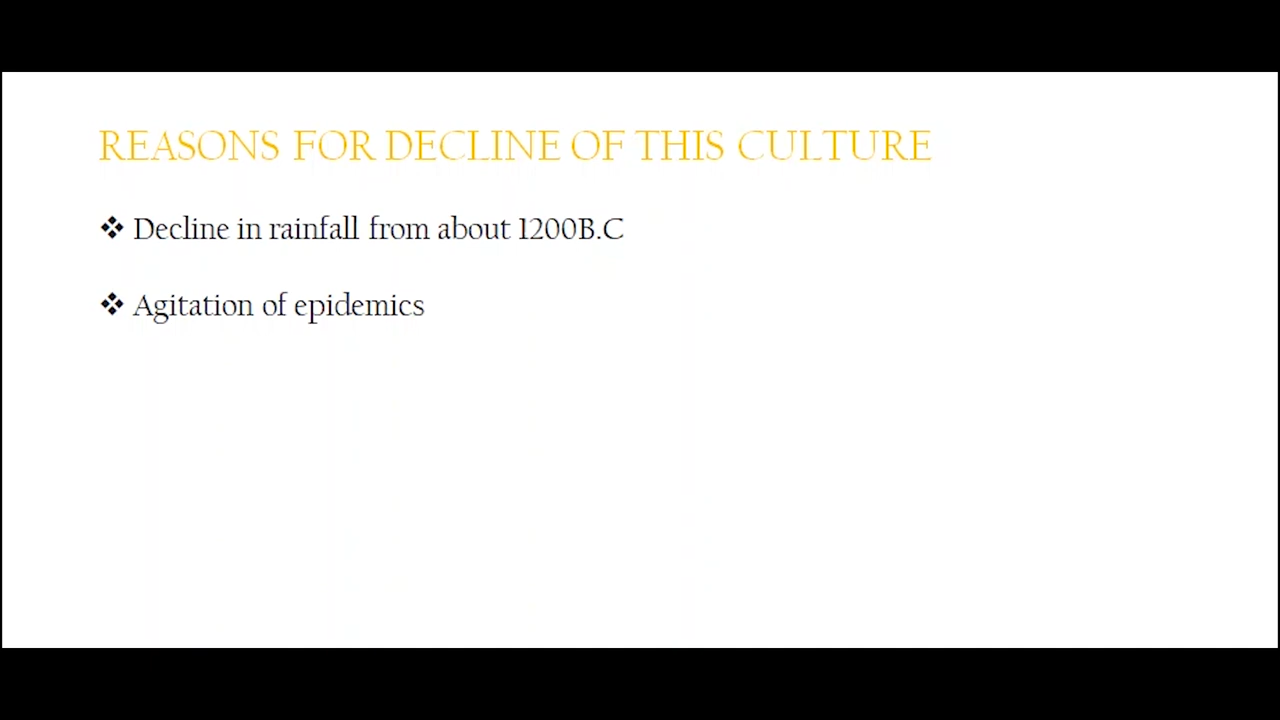 REASONS FOR DECLINE OF THIS CULTURE
❖ Decline in rainfall from about 1200B.C
❖ Agitation of epidemics